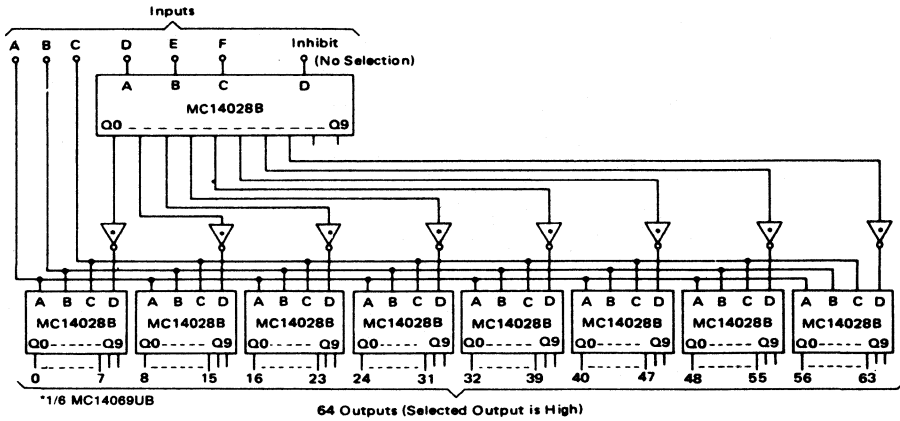 Inputs
A B C D E F Inhibit
(No Selection)
A B C D
MC14028B
Q0 Q9
A B C D A B C D A B C D A B C D A B C D A B C D A B C D A B C D
MC14028B MC14028B MC14028B MC14028B MC14028B MC14028B MC14028B MC14028B
Q0 Q9 Q0 Q9 Q0 Q9 Q0 Q9 Q0 Q9 Q0 Q9 Q0 Q9 Q0 Q9
0 7 8 15 16 23 24 31 32 39 40 47 48 55 56 63
*1/6 MC14069UB
64 Outputs (Selected Output is High)